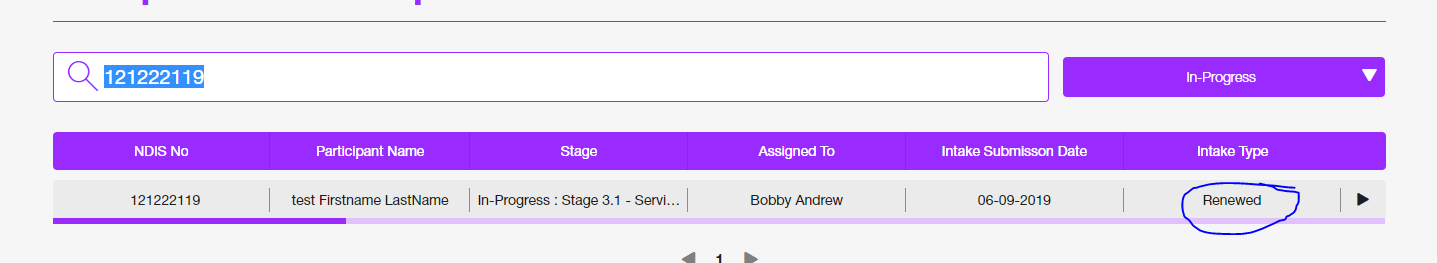 121222119
In-Progress
NDIS No Participant Name Stage Assigned To Intake Submisson Date Intake Type
121222119 test Firstname LastName In-Progress : Stage 3.1 - Servi... Bobby Andrew 06-09-2019 Renewed
1